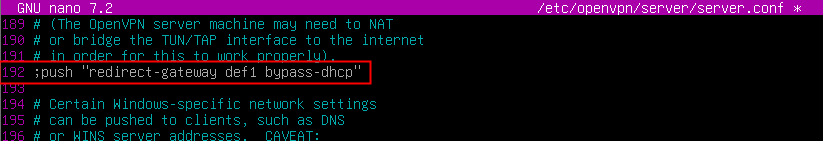 GNU nano 7.2 /etc/openvpn/server/server.conf *
189 # (The OpenVPN server machine may need to NAT
190 # or bridge the TUN/TAP interface to the internet
191 # in order for this to work properly).
192 ;push "redirect-gateway def1 bypass-dhcp"
193
194 # Certain Windows-specific network settings
195 # can be pushed to clients, such as DNS
196 # or WINS server addresses.  CAVEAT: